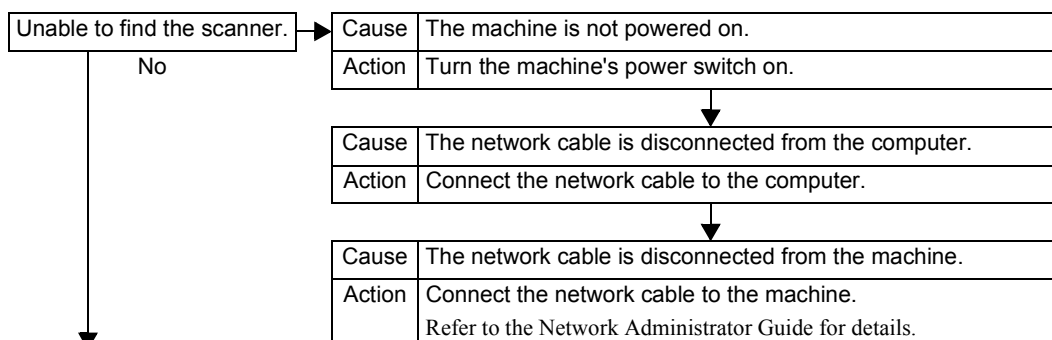 Unable to find the scanner.
No
Cause The machine is not powered on.
Action Turn the machine's power switch on.
Cause The network cable is disconnected from the computer.
Action Connect the network cable to the computer.
Cause The network cable is disconnected from the machine.
Action Connect the network cable to the machine.
Refer to the Network Administrator Guide for details.